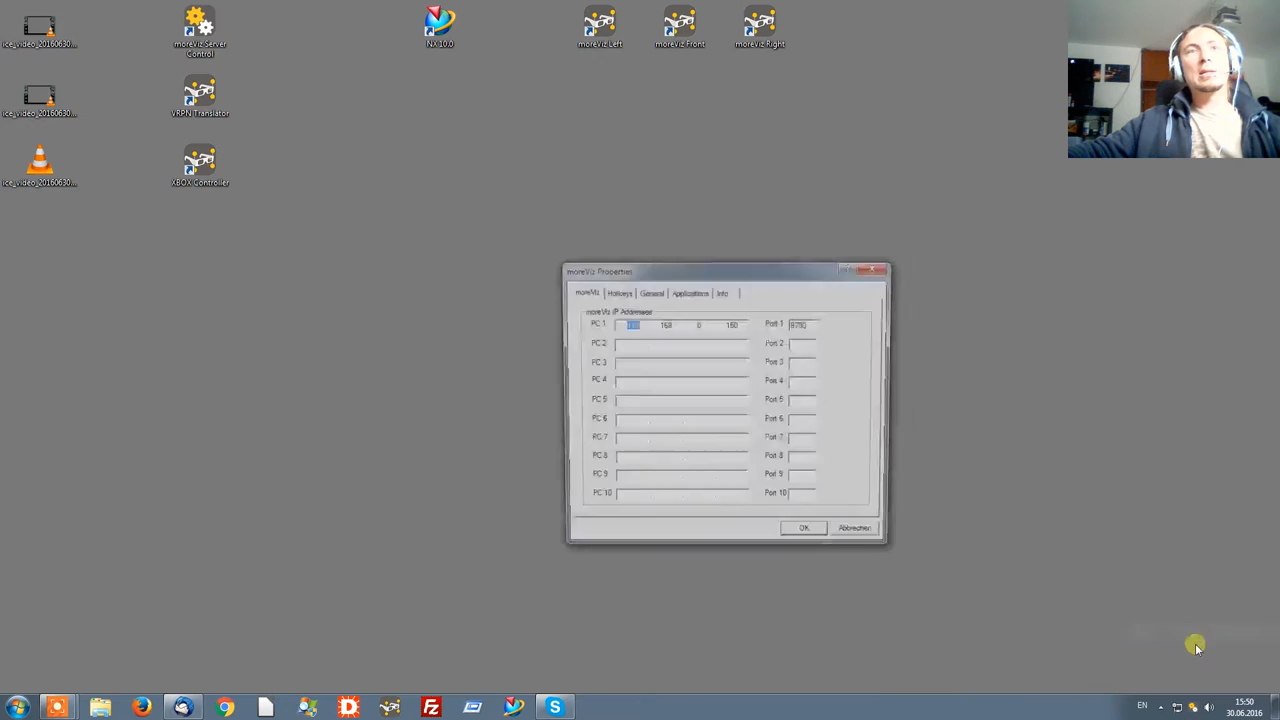 ice_video_20160630...
moreViz Server
Control
NX 10.0
moreViz Left
moreViz Front
moreViz Right
ice_video_20160630...
VRPN Translator
ice_video_20160630...
XBOX Controller
moreViz Properties
moreViz
Hotkeys
General
Applications
Info
moreViz IP Addresses
PC 1
168
0
150
Port 1
PC 2
Port 2
PC 3
Port 3
PC 4
Port 4
PC 5
Port 5
PC 6
Port 6
PC 7
Port 7
PC 8
Port 8
PC 9
Port 9
PC 10
Port 10
OK
Abbrechen
EN
15:50
30.06.2016